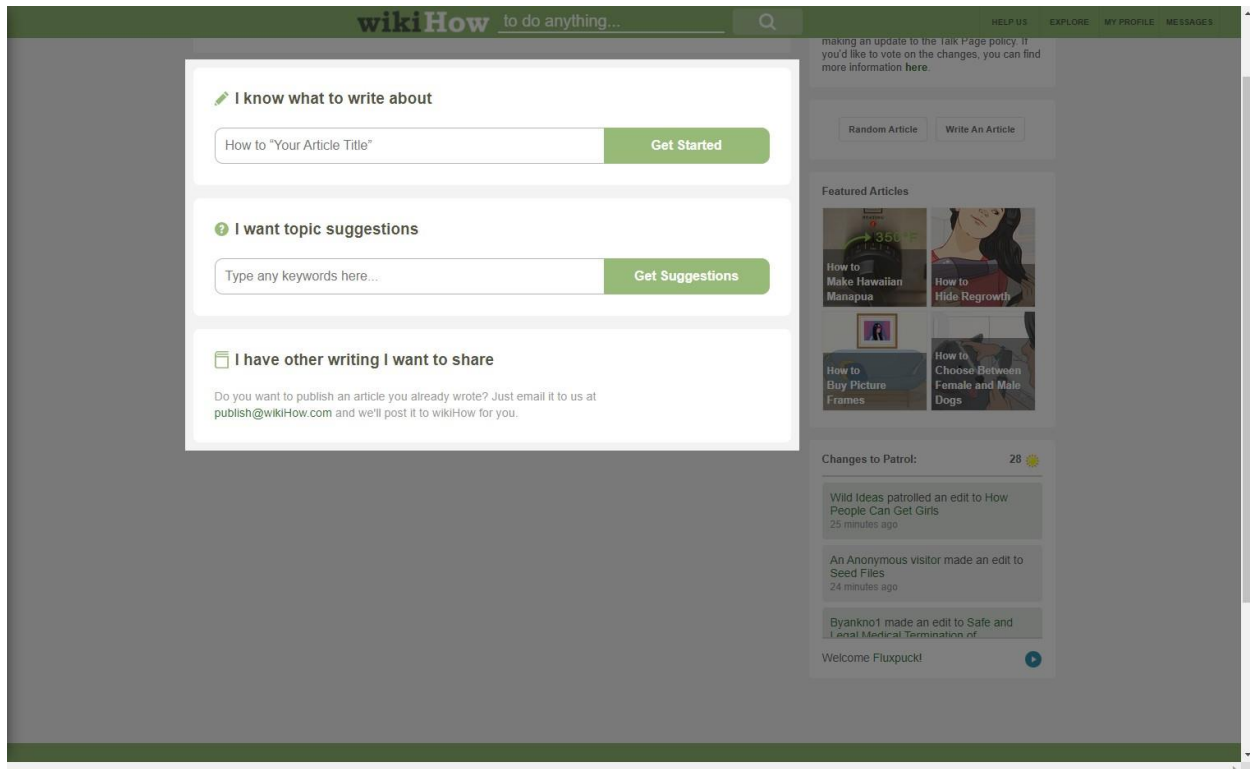 wikiHow to do anything...
HELP US EXPLORE MY PROFILE MESSAGES
making an update to the Talk Page policy. If
you'd like to vote on the changes, you can find
more information here.
I know what to write about
How to "Your Article Title"
Get Started
I want topic suggestions
Type any keywords here...
Get Suggestions
I have other writing I want to share
Do you want to publish an article you already wrote? Just email it to us at
publish@wikiHow.com and we'll post it to wikiHow for you.
Random Article
Write An Article
Featured Articles
350°F
How to
Make Hawaiian
Manapua
How to
Hide Regrowth
How to
Buy Picture
Frames
How to
Choose Between
Female and Male
Dogs
Changes to Patrol:
28
Wild Ideas patrolled an edit to How
People Can Get Girls
25 minutes ago
An Anonymous visitor made an edit to
Seed Files
24 minutes ago
Byankno1 made an edit to Safe and
Legal Medical Termination of
Welcome Fluxpuck!